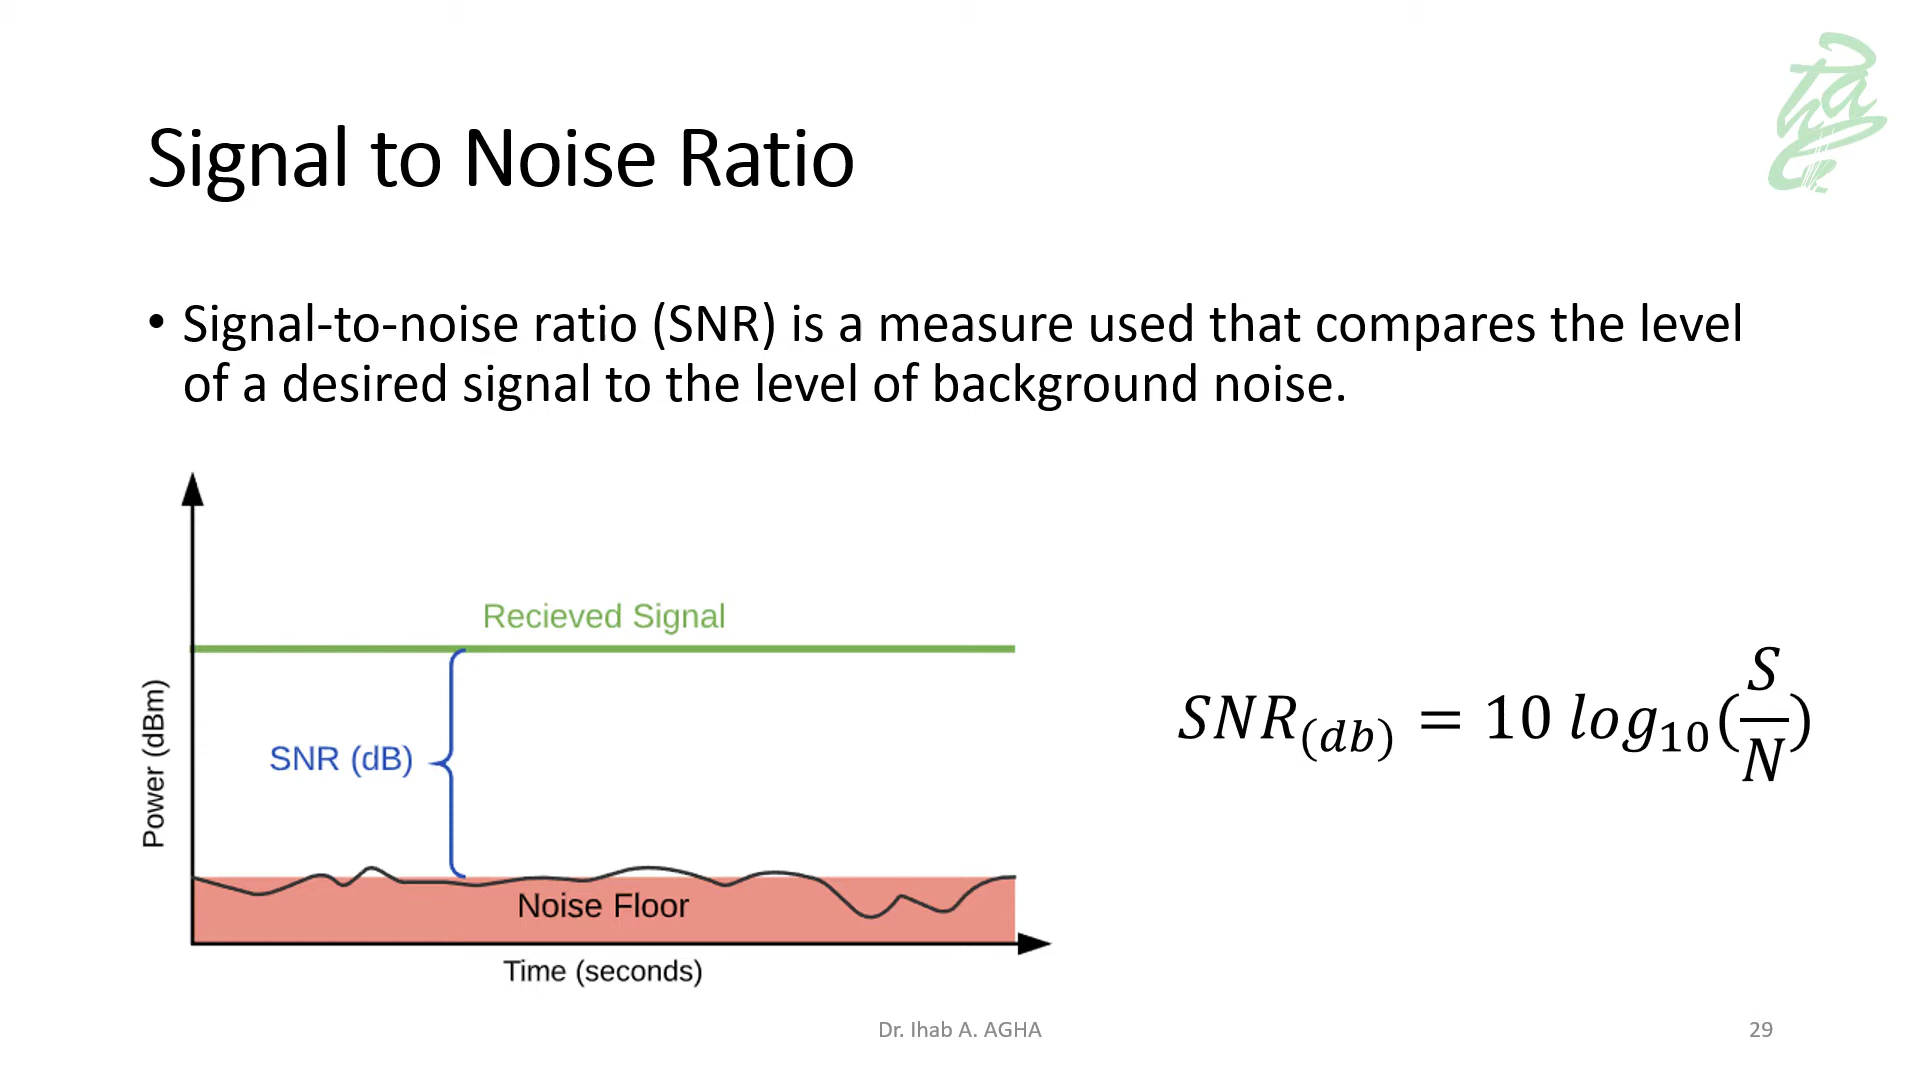 Signal to Noise Ratio
• Signal-to-noise ratio (SNR) is a measure used that compares the level
of a desired signal to the level of background noise.
Recieved Signal
SNR (dB)
Power (dBm)
Noise Floor
Time (seconds)
SNR₍db₎ = 10 log₁₀(S/N)
Dr. Ihab A. AGHA
29